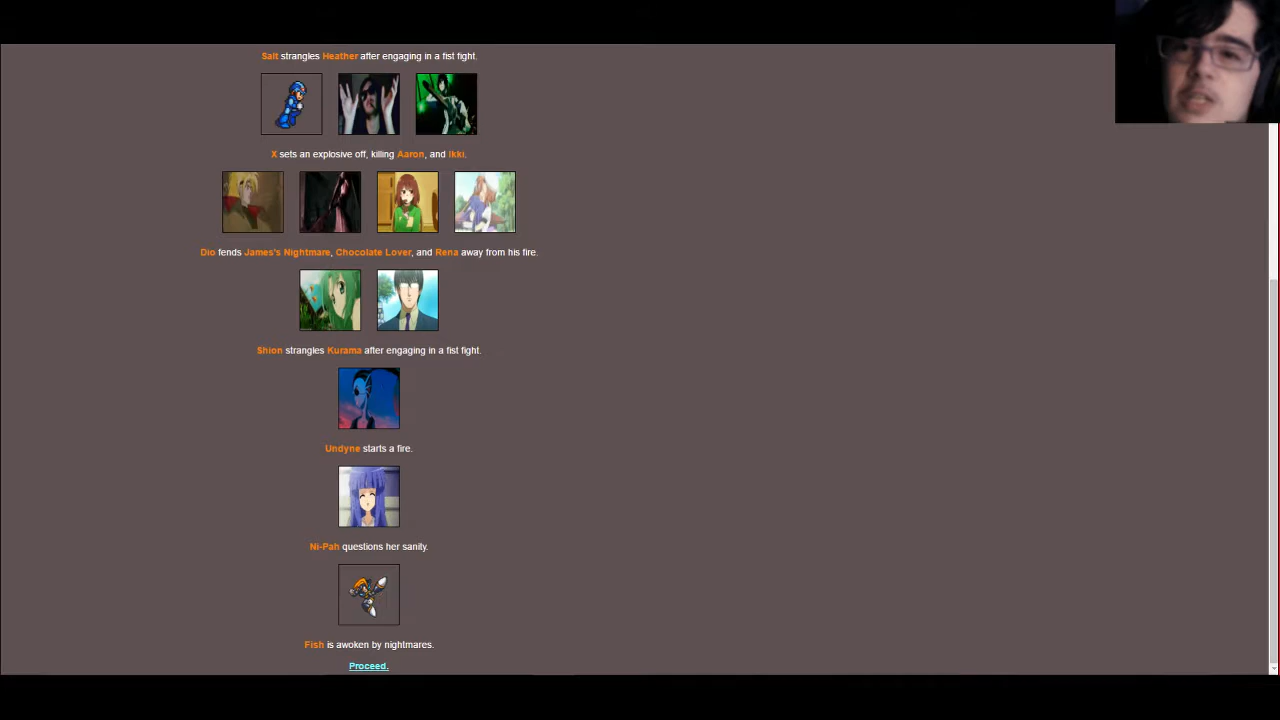 Salt strangles Heather after engaging in a fist fight.
X sets an explosive off, killing Aaron, and Ikki.
Dio fends James's Nightmare, Chocolate Lover, and Rena away from his fire.
Shion strangles Kurama after engaging in a fist fight.
Undyne starts a fire.
Ni-Pah questions her sanity.
Fish is awoken by nightmares.
Proceed.